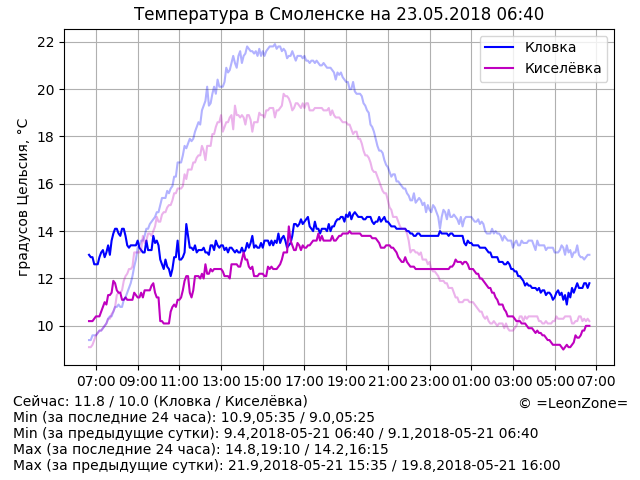 Температура в Смоленске на 23.05.2018 06:40
Кловка
Киселёвка
градусов Цельсия, °C
22
20
18
16
14
12
10
07:00 09:00 11:00 13:00 15:00 17:00 19:00 21:00 23:00 01:00 03:00 05:00 07:00
Сейчас: 11.8 / 10.0 (Кловка / Киселёвка)
© =LeonZone=
Min (за последние 24 часа): 10.9,05:35 / 9.0,05:25
Min (за предыдущие сутки): 9.4,2018-05-21 06:40 / 9.1,2018-05-21 06:40
Max (за последние 24 часа): 14.8,19:10 / 14.2,16:15
Max (за предыдущие сутки): 21.9,2018-05-21 15:35 / 19.8,2018-05-21 16:00